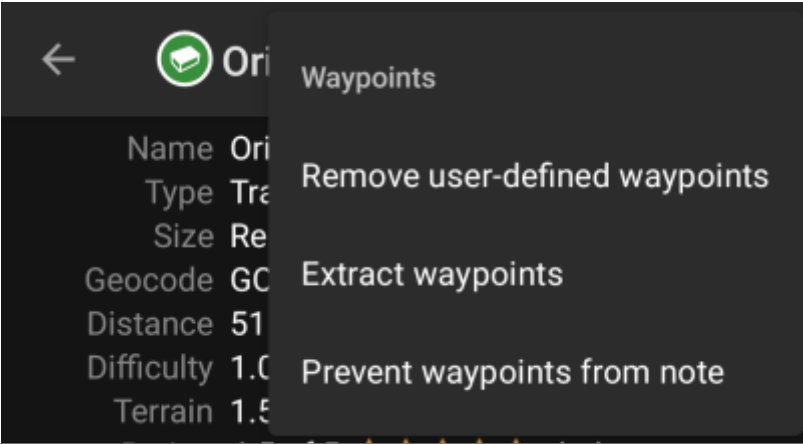 Ori
Waypoints
Name Ori
Remove user-defined waypoints
Type
Size Re
Extract waypoints
Geocode GC
Distance 51
Difficulty 1.0
Prevent waypoints from note
Terrain 1.5